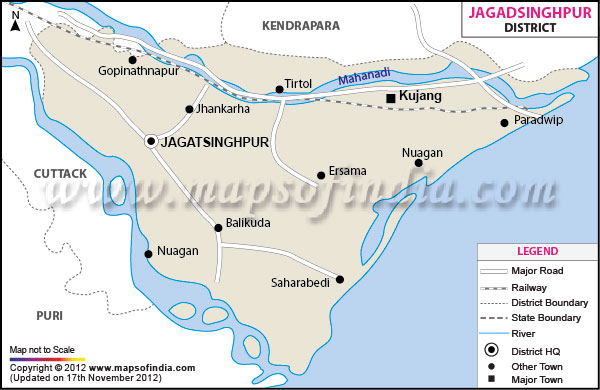 N
KENDRAPARA
JAGADSINGHPUR
DISTRICT
Gopinathnapur
Tirtol
Mahanadi
Kujang
Jhankarha
Paradwip
JAGATSINGHPUR
Nuagan
Ersama
CUTTACK
www.mapsofindia.com
Balikuda
Nuagan
Saharabedi
PURI
LEGEND
Major Road
Railway
District Boundary
State Boundary
River
District HQ
Other Town
Major Town
Map not to Scale
Copyright © 2012 www.mapsofindia.com
(Updated on 17th November 2012)